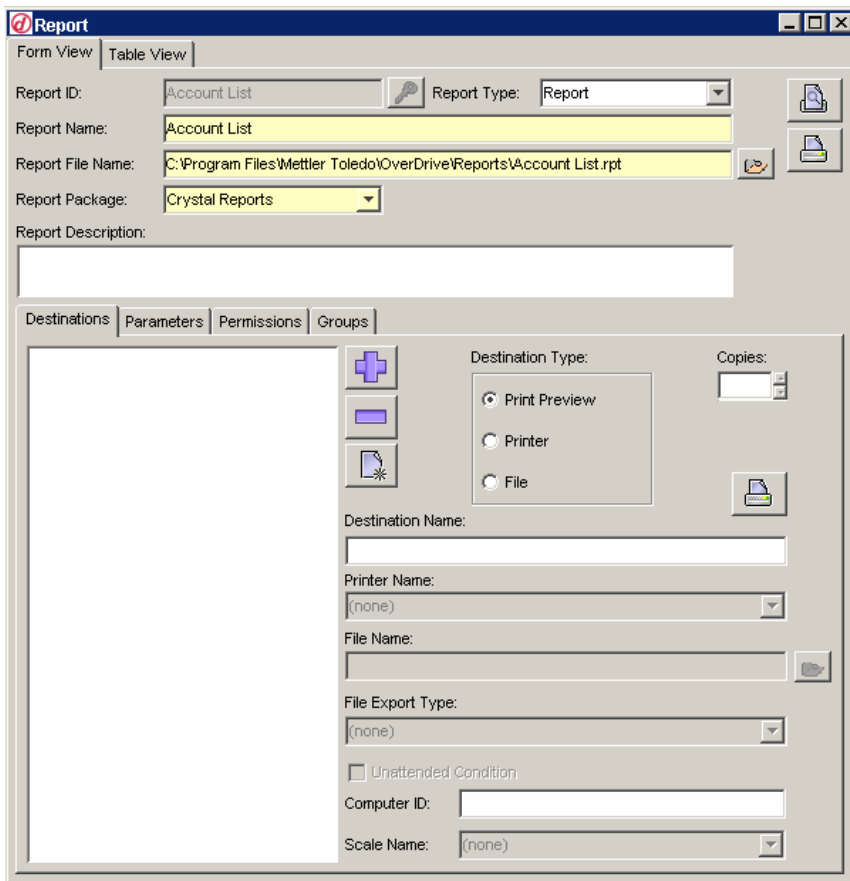 Report
Form View Table View
Report ID: Account List Report Type: Report
Report Name: Account List
Report File Name: C:\Program Files\Mettler Toledo\OverDrive\Reports\Account List.rpt
Report Package: Crystal Reports
Report Description:
Destinations Parameters Permissions Groups
Destination Type: Copies:
Print Preview
Printer
File
Destination Name:
Printer Name:
(none)
File Name:
File Export Type:
(none)
Unattended Condition
Computer ID:
Scale Name: (none)